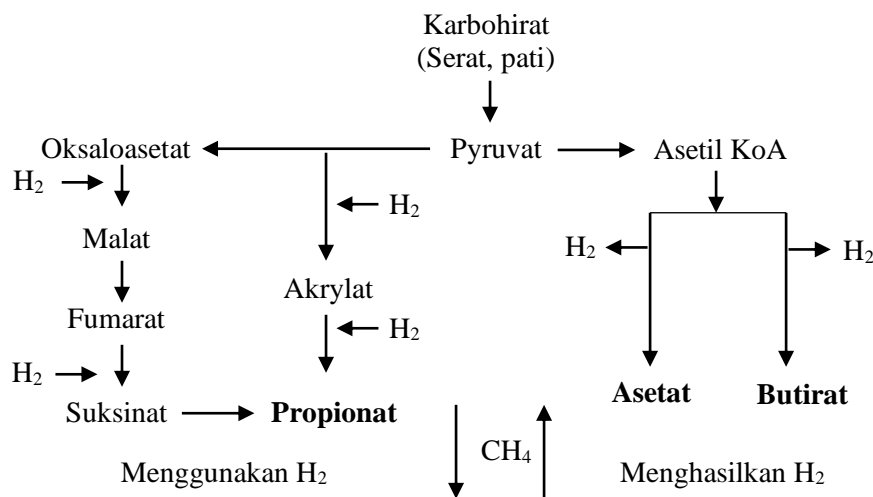 Karbohirat
(Serat, pati)
Oksaloasetat
Pyruvat
Asetil KoA
H₂
H₂
Malat
H₂
H₂
Akrylat
Fumarat
H₂
H₂
Suksinat
Propionat
Asetat
Butirat
CH₄
Menggunakan H₂
Menghasilkan H₂